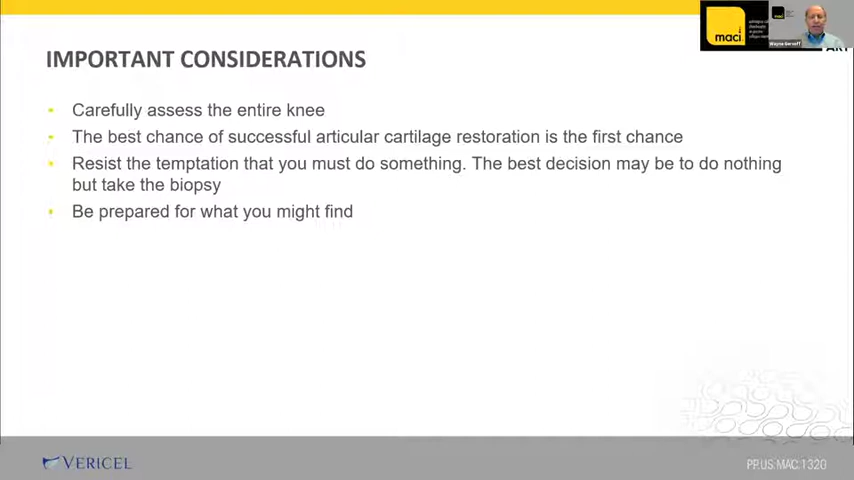 maci
Wayne Gersoff
IMPORTANT CONSIDERATIONS
Carefully assess the entire knee
The best chance of successful articular cartilage restoration is the first chance
Resist the temptation that you must do something. The best decision may be to do nothing
but take the biopsy
Be prepared for what you might find
VERICEL
PP.US.MAC.1320